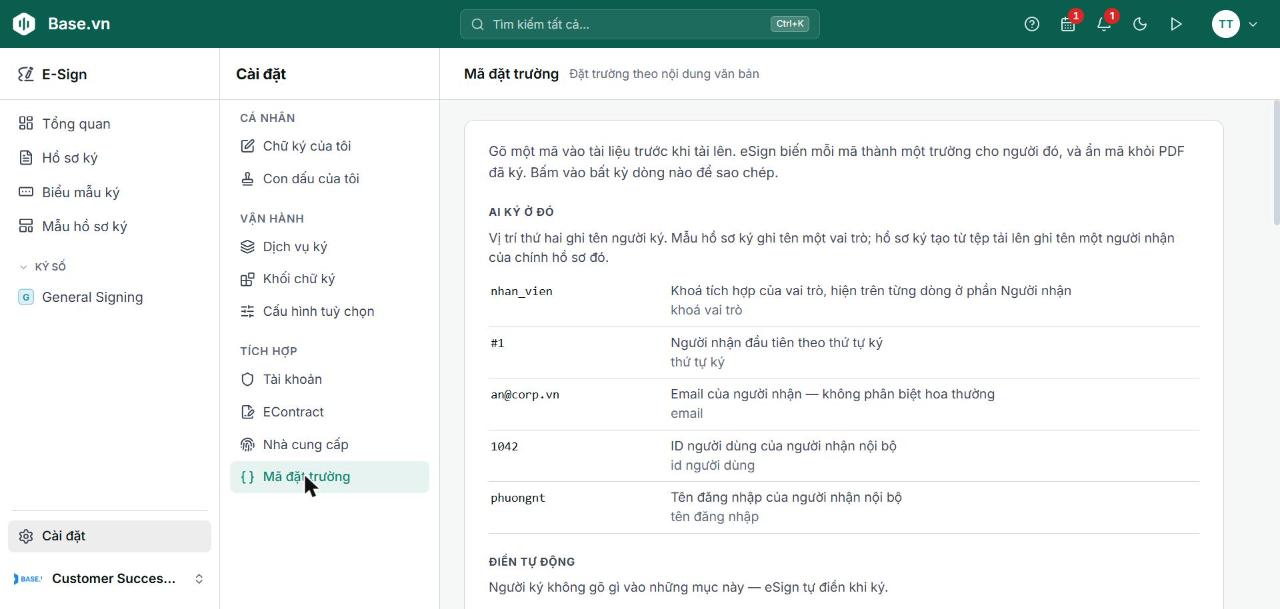 Base.vn
Tìm kiếm tất cả...
Ctrl+K
1
1
TT
E-Sign
Tổng quan
Hồ sơ ký
Biểu mẫu ký
Mẫu hồ sơ ký
KÝ SỐ
G
General Signing
Cài đặt
BASE.V
Customer Succes...
Cài đặt
CÁ NHÂN
Chữ ký của tôi
Con dấu của tôi
VẬN HÀNH
Dịch vụ ký
Khối chữ ký
Cấu hình tuỳ chọn
TÍCH HỢP
Tài khoản
EContract
Nhà cung cấp
Mã đặt trường
Mã đặt trường Đặt trường theo nội dung văn bản
Gõ một mã vào tài liệu trước khi tải lên. eSign biến mỗi mã thành một trường cho người đó, và ẩn mã khỏi PDF
đã ký. Bấm vào bất kỳ dòng nào để sao chép.
AI KÝ Ở ĐÓ
Vị trí thứ hai ghi tên người ký. Mẫu hồ sơ ký ghi tên một vai trò; hồ sơ ký tạo từ tệp tải lên ghi tên một người nhận
của chính hồ sơ đó.
nhan_vien Khoá tích hợp của vai trò, hiện trên từng dòng ở phần Người nhận
khoá vai trò
#1 Người nhận đầu tiên theo thứ tự ký
thứ tự ký
an@corp.vn Email của người nhận — không phân biệt hoa thường
email
1042 ID người dùng của người nhận nội bộ
id người dùng
phuongnt Tên đăng nhập của người nhận nội bộ
tên đăng nhập
ĐIỀN TỰ ĐỘNG
Người ký không gõ gì vào những mục này — eSign tự điền khi ký.